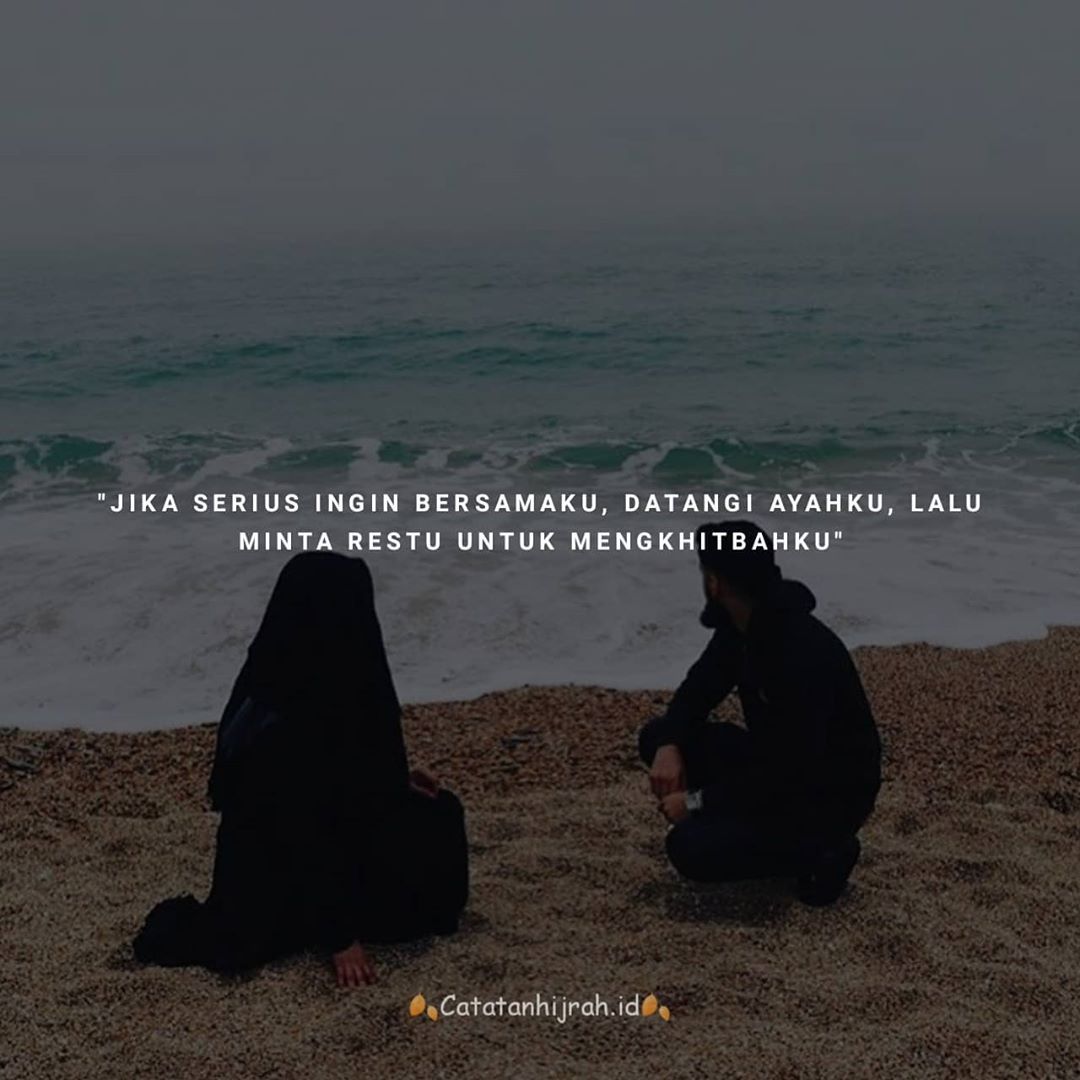 "JIKA SERIUS INGIN BERSAMAKU, DATANGI AYAHKU, LALU
MINTA RESTU UNTUK MENGKHITBAHKU"
🍂Catatanhijrah.id🍂